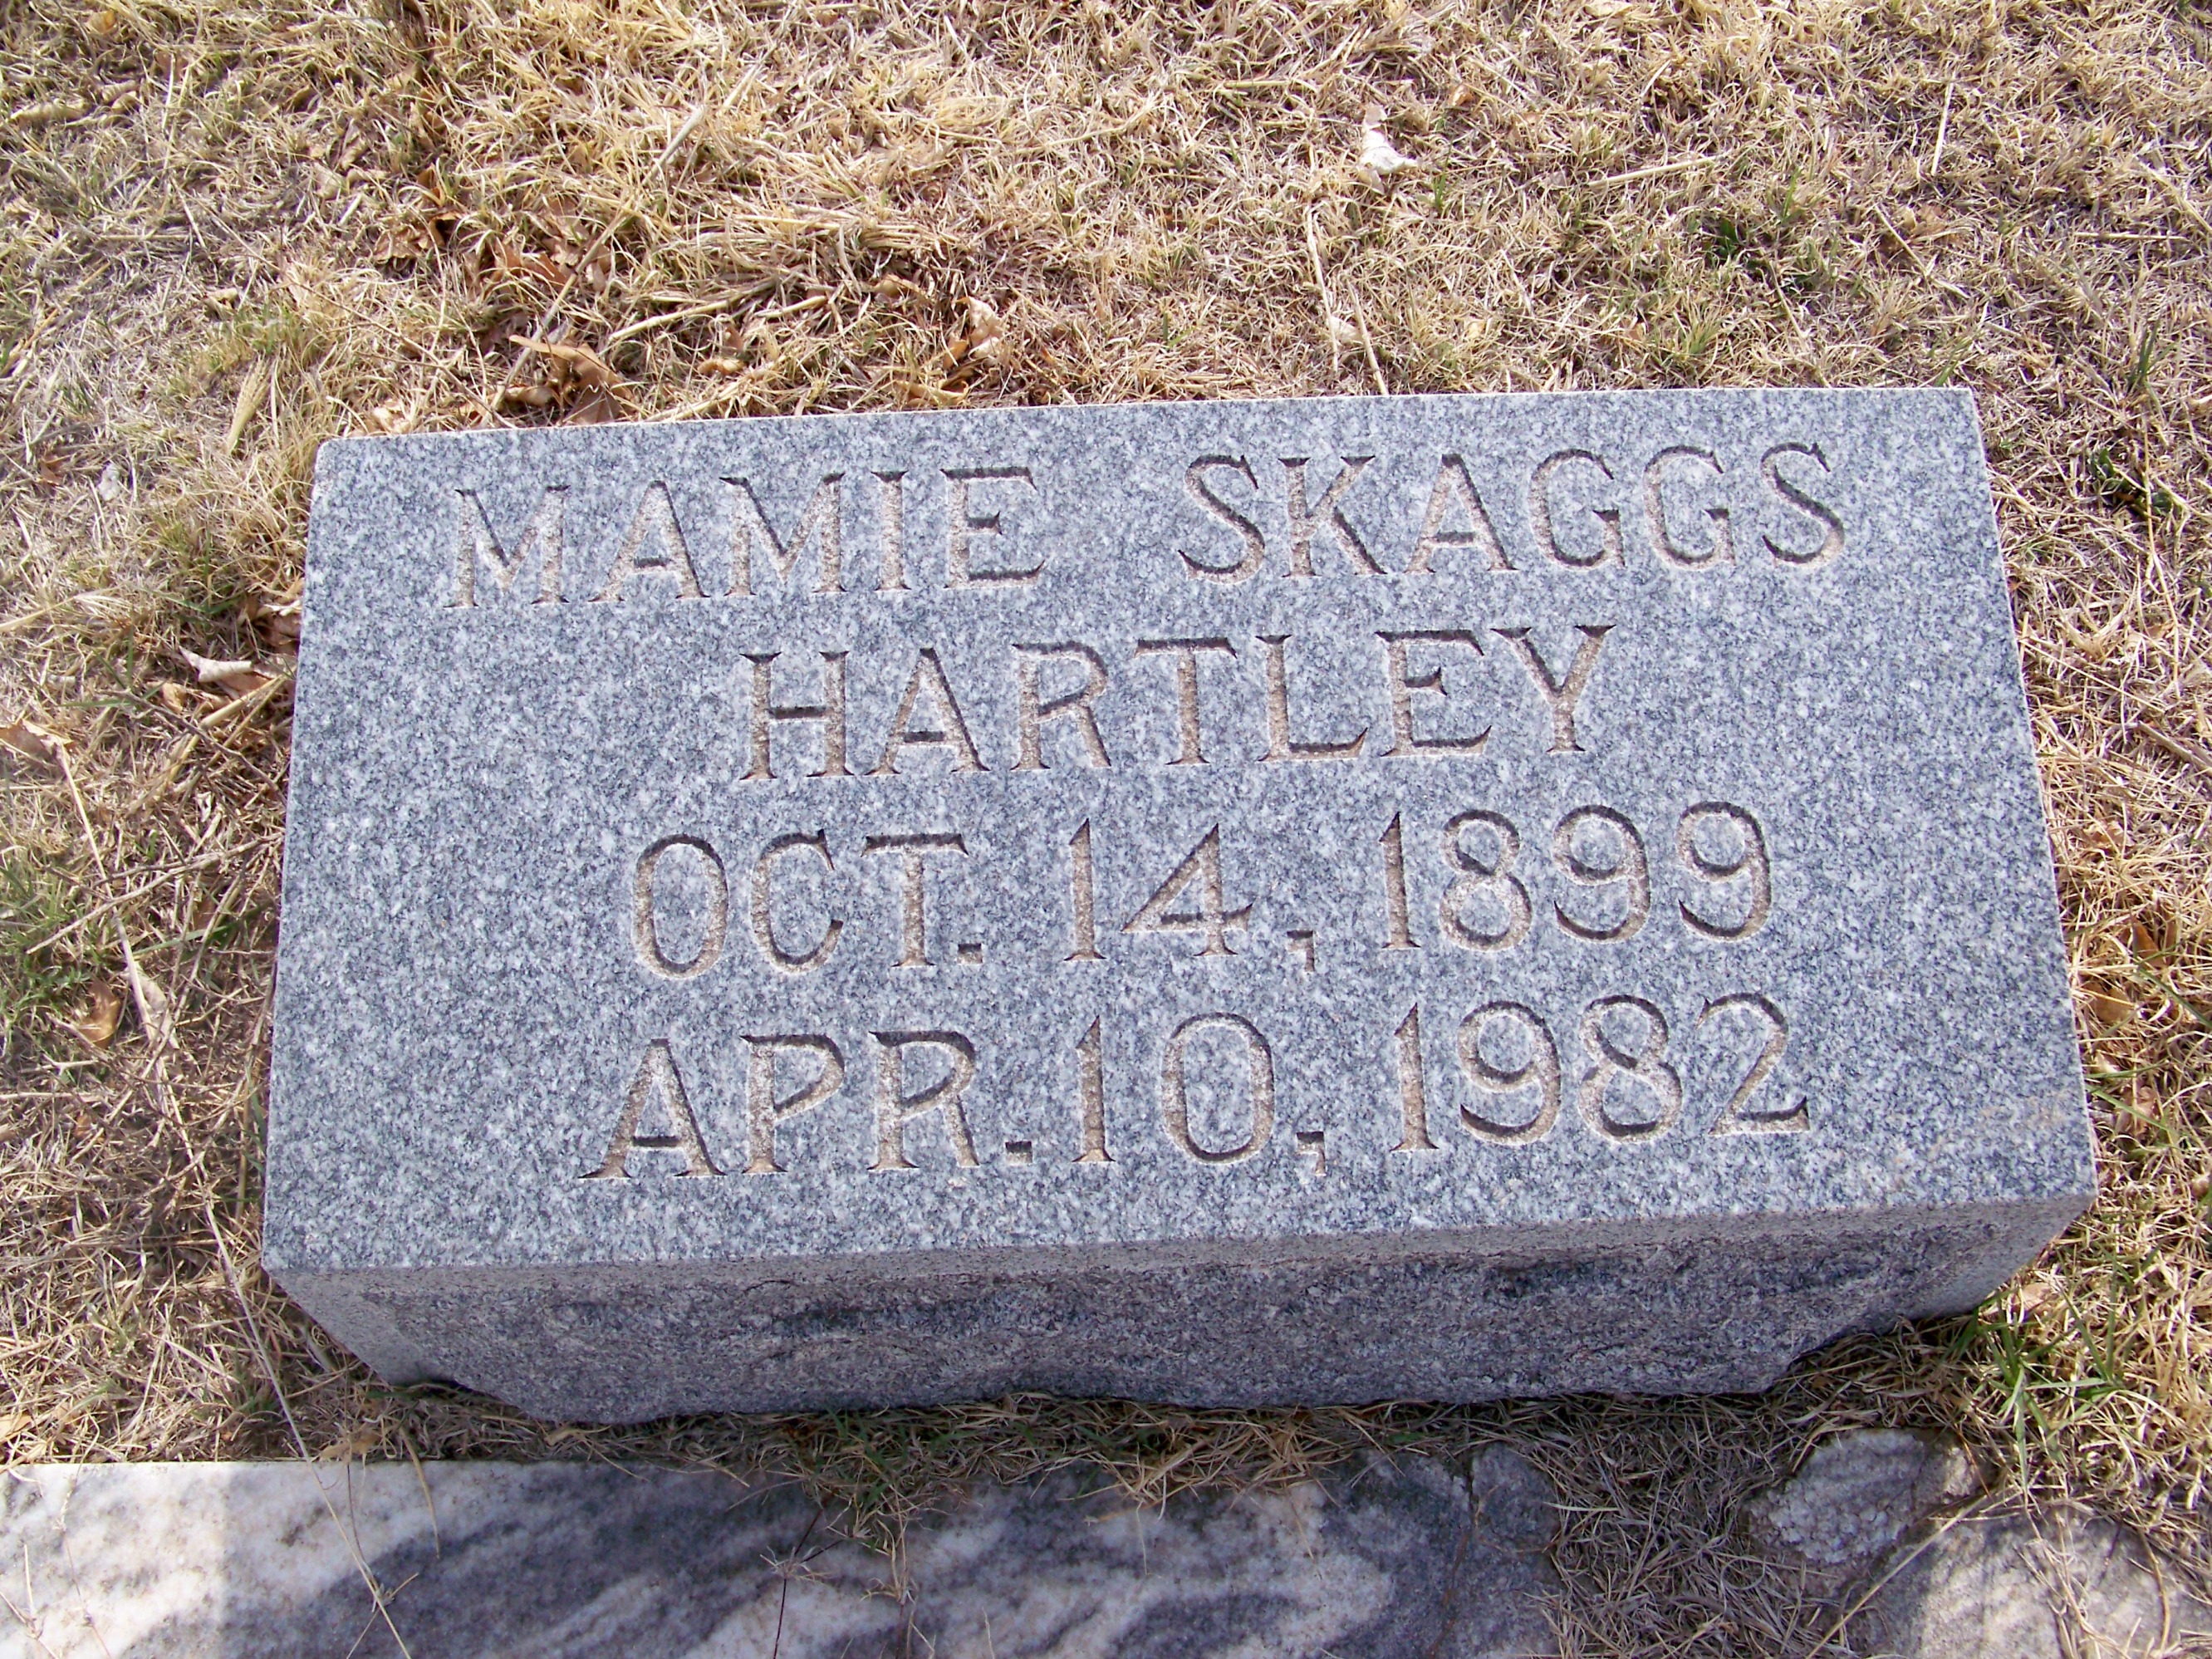 MAMIE SKAGGS
HARTLEY
OCT. 14, 1899
APR. 10, 1982